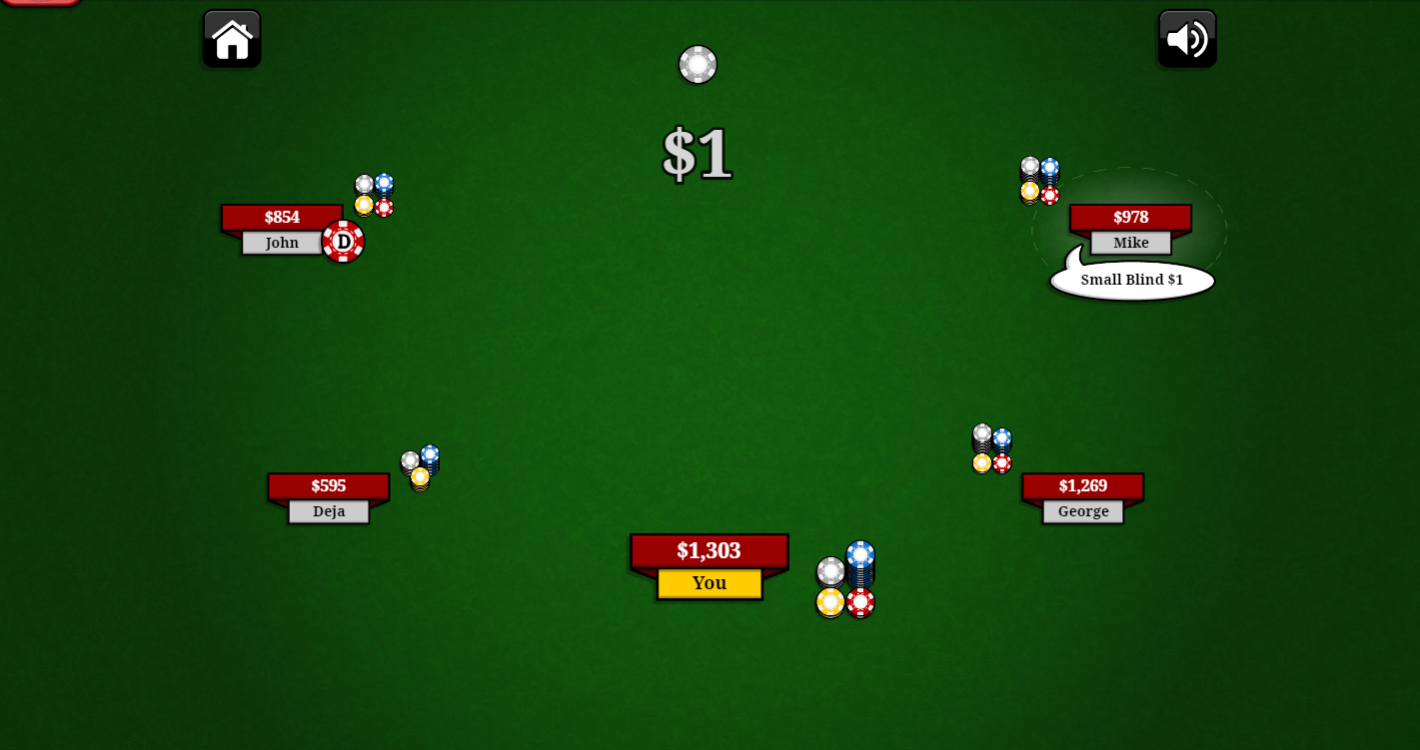 $1
$854
John
D
$978
Mike
Small Blind $1
$595
Deja
$1,269
George
$1,303
You